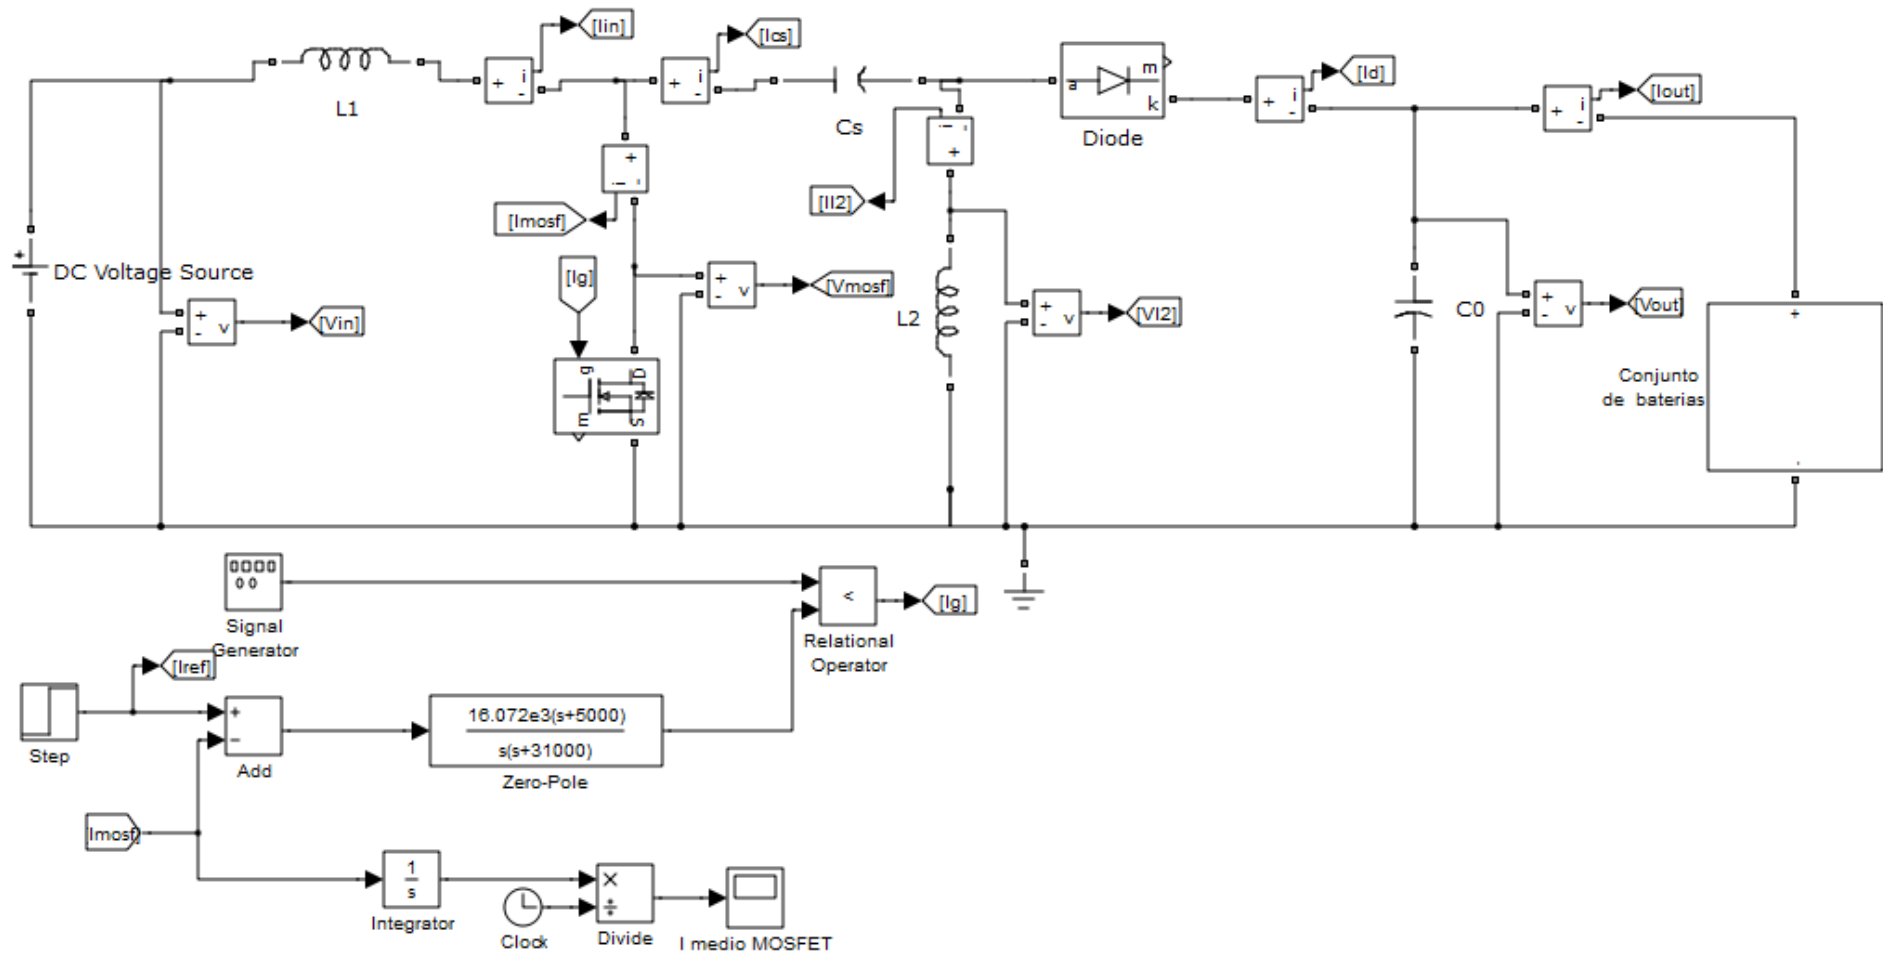 [Iin]
[Ics]
+ i -
+ i -
L1
Cs
a m k
Diode
+ i -
[Id]
+ i -
[Iout]
+ i -
i - +
[Imosf]
[Il2]
[Ig]
+
DC Voltage Source
+ - v
[Vin]
+ - v
[Vmosf]
L2
+ - v
[Vl2]
C0
+ - v
[Vout]
+
-
Conjunto
de baterias
g D
m S
Signal
Generator
<
Relational
Operator
[Ig]
[Iref]
Step
+
-
Add
16.072e3(s+5000)
s(s+31000)
Zero-Pole
[Imosf]
1
s
Integrator
Clock
×
÷
Divide
I medio MOSFET